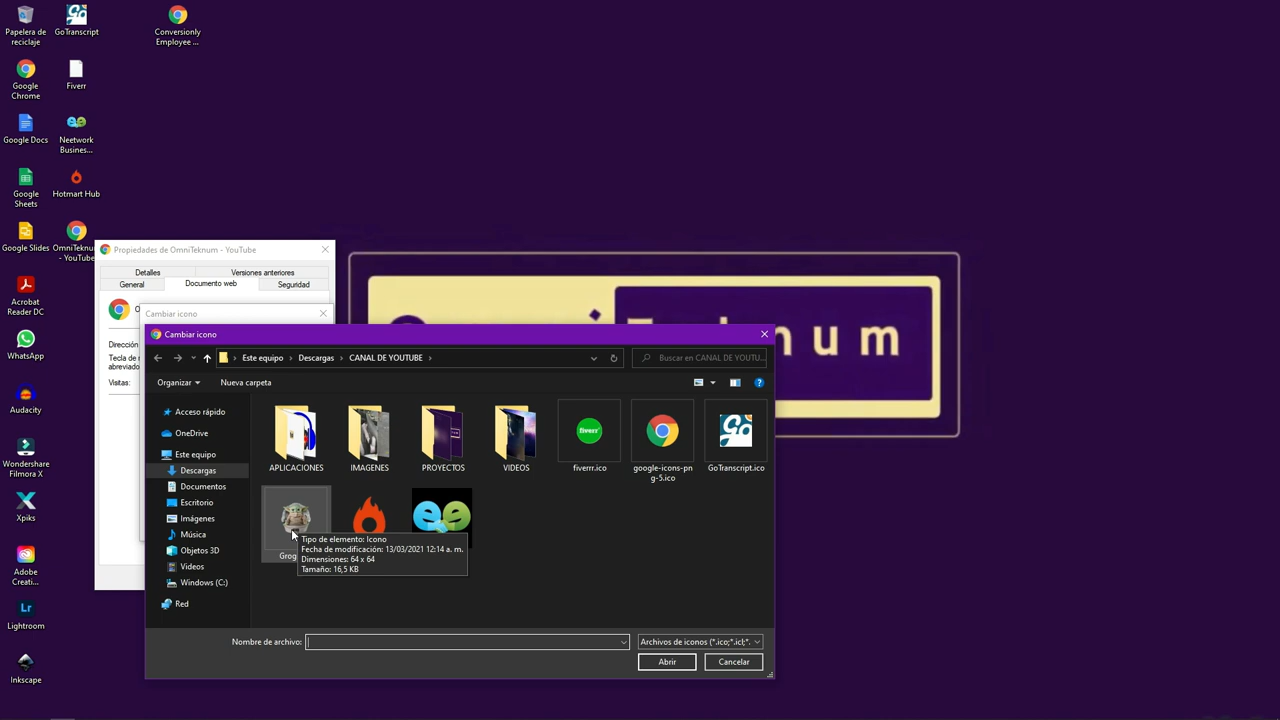 Papelera de
reciclaje
GoTranscript
Conversionly
Employee ...
Google
Chrome
Fiverr
Google Docs
Neetwork
Busines...
Google
Sheets
Hotmart Hub
Google Slides
OmniTeknum
- YouTube
Acrobat
Reader DC
WhatsApp
Audacity
Wondershare
Filmora X
Xpiks
Adobe
Creati...
Lightroom
Inkscape
Propiedades de OmniTeknum - YouTube
Detalles
Versiones anteriores
General
Documento web
Seguridad
Cambiar icono
Dirección
Tecla de
abreviado
Visitas:
num
Cambiar icono
Este equipo
Descargas
CANAL DE YOUTUBE
Buscar en CANAL DE YOUTU...
Organizar
Nueva carpeta
Acceso rápido
OneDrive
Este equipo
Descargas
Documentos
Escritorio
Imágenes
Música
Objetos 3D
Videos
Windows (C:)
Red
APLICACIONES
IMAGENES
PROYECTOS
VIDEOS
fiverr
fiverrr.ico
google-icons-pn
g-5.ico
Go
GoTranscript.ico
Grog
Tipo de elemento: Icono
Fecha de modificación: 13/03/2021 12:14 a. m.
Dimensiones: 64 x 64
Tamaño: 16,5 KB
Nombre de archivo:
Archivos de iconos (*.ico;*.icl;*.
Abrir
Cancelar